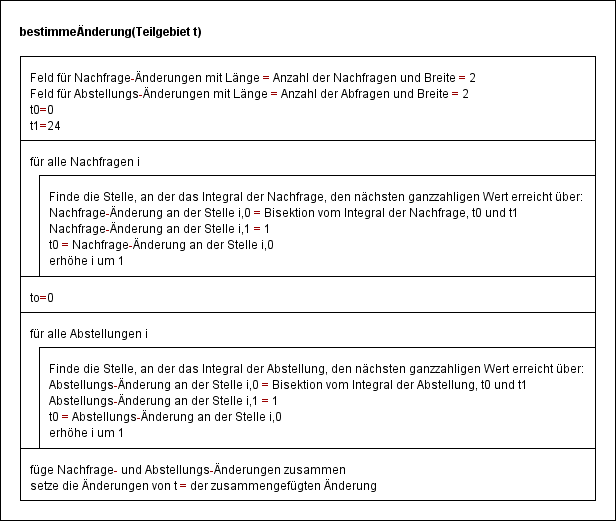 bestimmeÄnderung(Teilgebiet t)
Feld für Nachfrage-Änderungen mit Länge = Anzahl der Nachfragen und Breite = 2
Feld für Abstellungs-Änderungen mit Länge = Anzahl der Abfragen und Breite = 2
t0=0
t1=24
für alle Nachfragen i
Finde die Stelle, an der das Integral der Nachfrage, den nächsten ganzzahligen Wert erreicht über:
Nachfrage-Änderung an der Stelle i,0 = Bisektion vom Integral der Nachfrage, t0 und t1
Nachfrage-Änderung an der Stelle i,1 = 1
t0 = Nachfrage-Änderung an der Stelle i,0
erhöhe i um 1
to=0
für alle Abstellungen i
Finde die Stelle, an der das Integral der Abstellung, den nächsten ganzzahligen Wert erreicht über:
Abstellungs-Änderung an der Stelle i,0 = Bisektion vom Integral der Abstellung, t0 und t1
Abstellungs-Änderung an der Stelle i,1 = 1
t0 = Abstellungs-Änderung an der Stelle i,0
erhöhe i um 1
füge Nachfrage- und Abstellungs-Änderungen zusammen
setze die Änderungen von t = der zusammengefügten Änderung